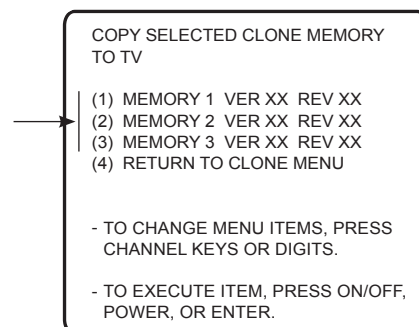 COPY SELECTED CLONE MEMORY
TO TV
(1) MEMORY 1 VER XX REV XX
(2) MEMORY 2 VER XX REV XX
(3) MEMORY 3 VER XX REV XX
(4) RETURN TO CLONE MENU
- TO CHANGE MENU ITEMS, PRESS
CHANNEL KEYS OR DIGITS.
- TO EXECUTE ITEM, PRESS ON/OFF,
POWER, OR ENTER.